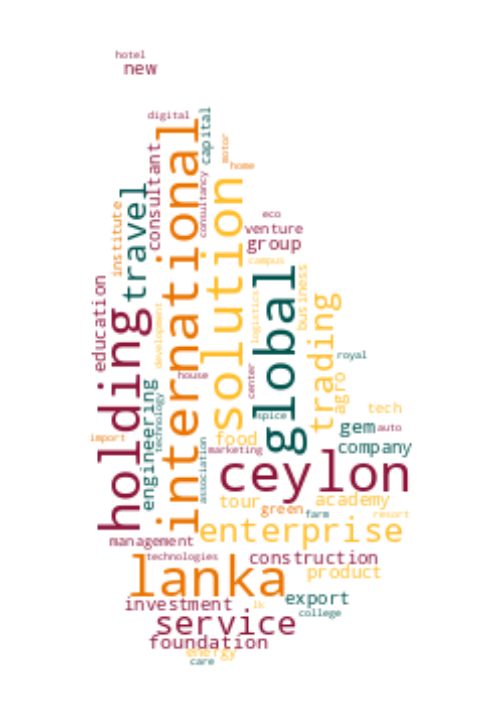 hotel
new
digital
international
capital
motor
home
consultant
consultancy
travel
institute
solution
eco
venture
group
campus
global
business
logistics
education
holding
development
trading
royal
house
center
agro
engineering
technology
tech
spice
gem
auto
import
food
association
marketing
company
ceylon
tour
academy
green
farm
resort
enterprise
management
technologies
construction
lanka
product
investment
lk
export
college
service
foundation
energy
care